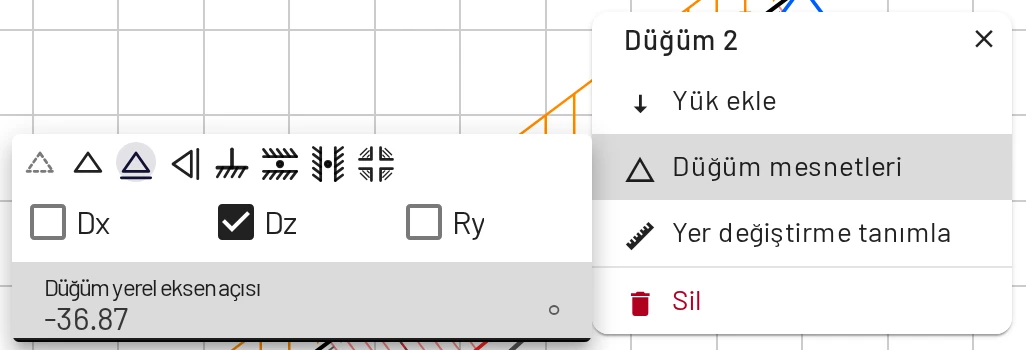 Düğüm 2
Yük ekle
Düğüm mesnetleri
Yer değiştirme tanımla
Sil
Dx
Dz
Ry
Düğüm yerel eksen açısı
-36.87 °